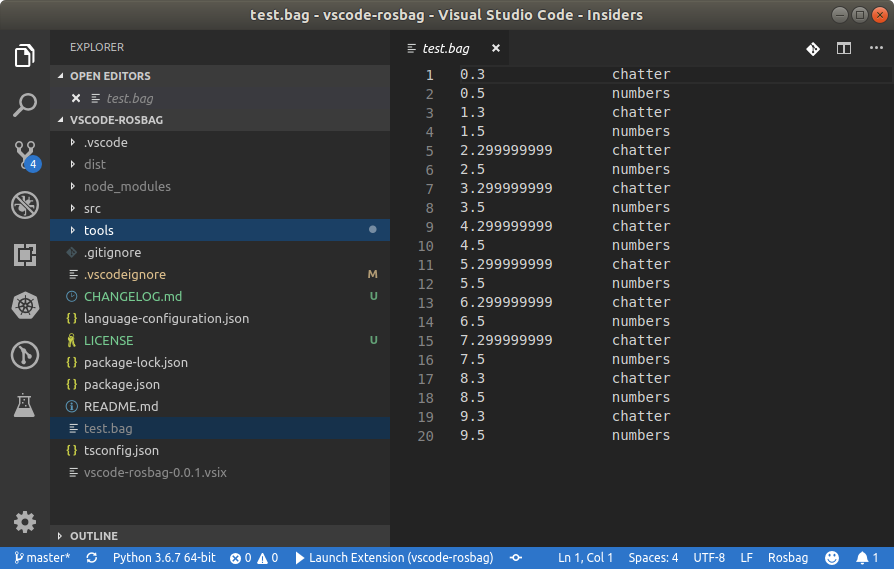 test.bag - vscode-rosbag - Visual Studio Code - Insiders
EXPLORER
OPEN EDITORS
test.bag
VSCODE-ROSBAG
.vscode
dist
node_modules
src
tools
.gitignore
.vscodeignore M
CHANGELOG.md U
{ } language-configuration.json
LICENSE U
{ } package-lock.json
{ } package.json
README.md
test.bag
{ } tsconfig.json
vscode-rosbag-0.0.1.vsix
OUTLINE
4
test.bag
1 0.3 chatter
2 0.5 numbers
3 1.3 chatter
4 1.5 numbers
5 2.299999999 chatter
6 2.5 numbers
7 3.299999999 chatter
8 3.5 numbers
9 4.299999999 chatter
10 4.5 numbers
11 5.299999999 chatter
12 5.5 numbers
13 6.299999999 chatter
14 6.5 numbers
15 7.299999999 chatter
16 7.5 numbers
17 8.3 chatter
18 8.5 numbers
19 9.3 chatter
20 9.5 numbers
master* Python 3.6.7 64-bit 0 0 Launch Extension (vscode-rosbag) Ln 1, Col 1 Spaces: 4 UTF-8 LF Rosbag 1